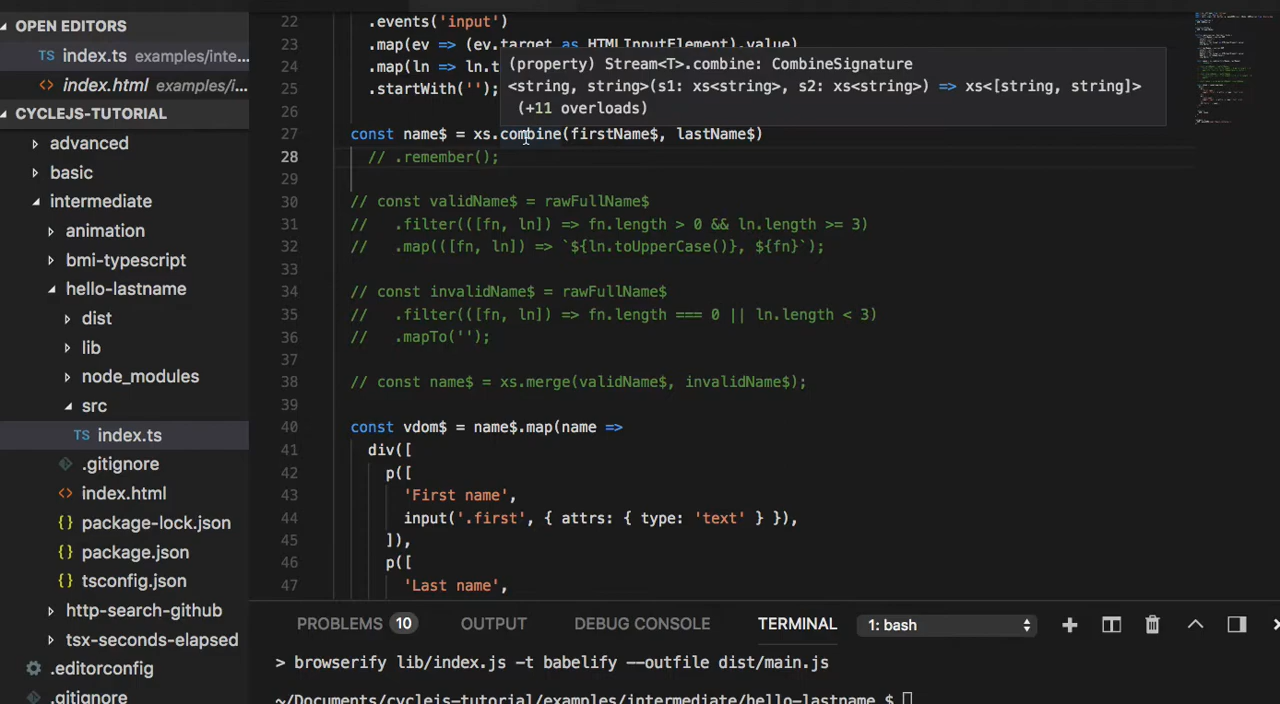 OPEN EDITORS
TS index.ts examples/inte...
<> index.html examples/i...
CYCLEJS-TUTORIAL
advanced
basic
intermediate
animation
bmi-typescript
hello-lastname
dist
lib
node_modules
src
TS index.ts
.gitignore
<> index.html
{} package-lock.json
{} package.json
{} tsconfig.json
http-search-github
tsx-seconds-elapsed
.editorconfig
.gitignore
22 .events('input')
23 .map(ev => (ev.target as HTMLInputElement).value)
24 .map(ln => ln.t
25 .startWith('');
(property) Stream<T>.combine: CombineSignature
<string, string>(s1: xs<string>, s2: xs<string>) => xs<[string, string]>
(+11 overloads)
26
27 const name$ = xs.combine(firstName$, lastName$)
28 // .remember();
29
30 // const validName$ = rawFullName$
31 // .filter(([fn, ln]) => fn.length > 0 && ln.length >= 3)
32 // .map(([fn, ln]) => `${ln.toUpperCase()}, ${fn}`);
33
34 // const invalidName$ = rawFullName$
35 // .filter(([fn, ln]) => fn.length === 0 || ln.length < 3)
36 // .mapTo('');
37
38 // const name$ = xs.merge(validName$, invalidName$);
39
40 const vdom$ = name$.map(name =>
41 div([
42 p([
43 'First name',
44 input('.first', { attrs: { type: 'text' } }),
45 ]),
46 p([
47 'Last name',
PROBLEMS 10 OUTPUT DEBUG CONSOLE TERMINAL 1: bash
> browserify lib/index.js -t babelify --outfile dist/main.js
~/Documents/cyclejs-tutorial/examples/intermediate/hello-lastname $